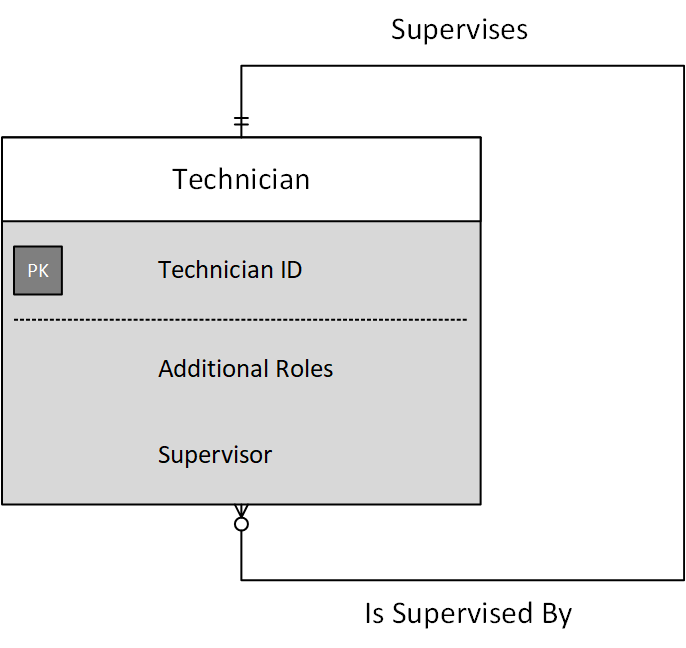 Supervises
Technician
PK Technician ID
Additional Roles
Supervisor
Is Supervised By